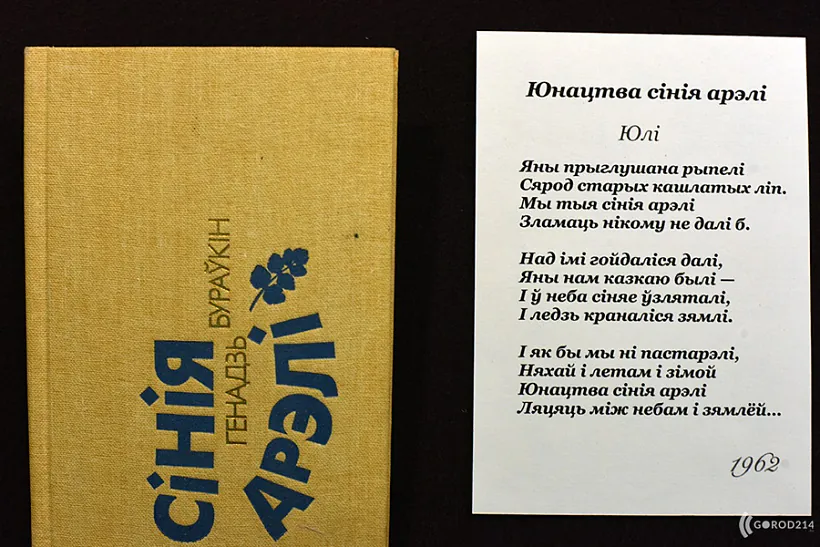 СІНІЯ
ГЕНАДЗЬ БУРАЎКІН
АРЭЛІ
Юнацтва сінія арэлі
Юлі
Яны прыглушана рыпелі
Сярод старых кашлатых ліп.
Мы тыя сінія арэлі
Зламаць нікому не далі б.
Над імі гойдаліся далі,
Яны нам казкаю былі —
І ў неба сіняе ўзляталі,
І ледзь краналіся зямлі.
І як бы мы ні пастарэлі,
Няхай і летам і зімой
Юнацтва сінія арэлі
Ляцяць між небам і зямлёй...
1962
GOROD214